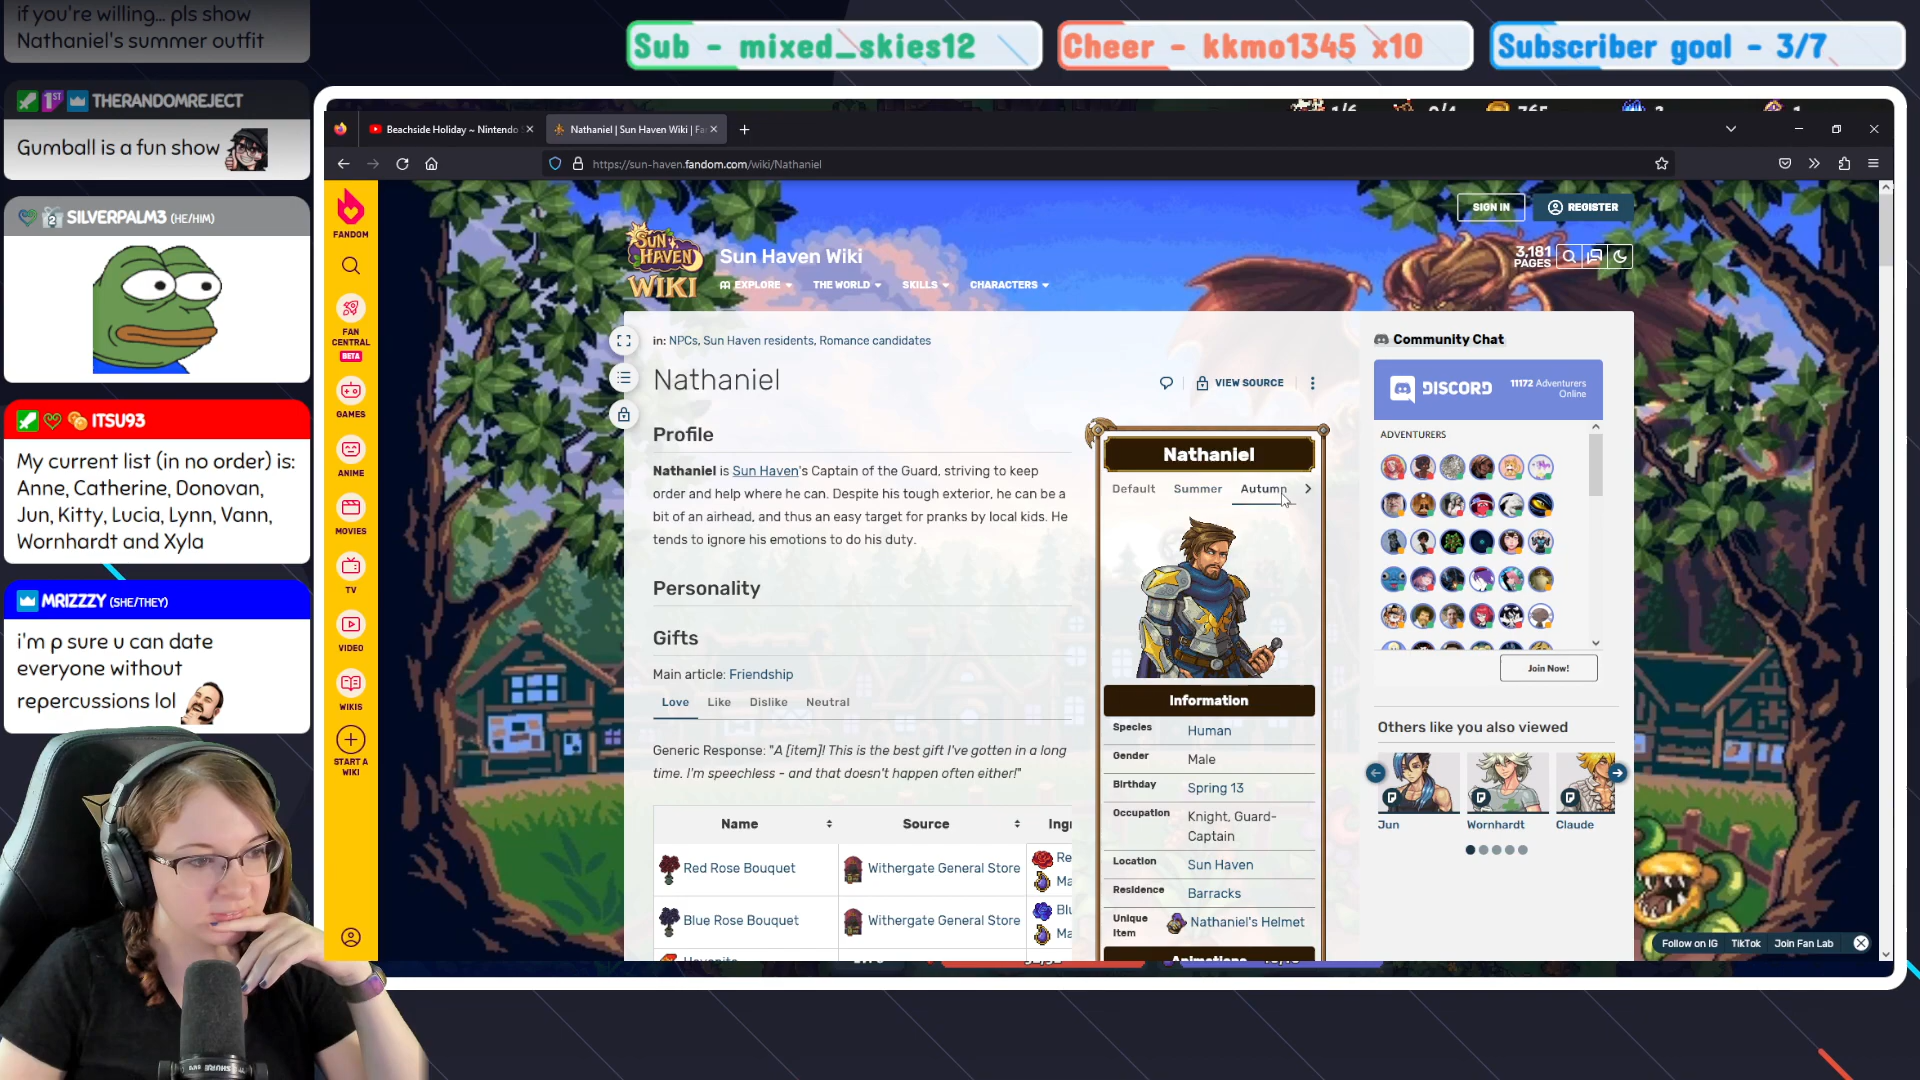 if you're willing... pls show
Nathaniel's summer outfit
1ST THERANDOMREJECT
Gumball is a fun show
2 SILVERPALM3 (HE/HIM)
ITSU93
My current list (in no order) is:
Anne, Catherine, Donovan,
Jun, Kitty, Lucia, Lynn, Vann,
Wornhardt and Xyla
MRIZZZY (SHE/THEY)
i'm p sure u can date
everyone without
repercussions lol
Sub - mixed_skies12
Cheer - kkmo1345 x10
Subscriber goal - 3/7
Beachside Holiday ~ Nintendo
Nathaniel | Sun Haven Wiki | Fa
https://sun-haven.fandom.com/wiki/Nathaniel
FANDOM
FAN
CENTRAL
BETA
GAMES
ANIME
MOVIES
TV
VIDEO
WIKIS
START A
WIKI
SIGN IN
REGISTER
SUN
HAVEN
WIKI
Sun Haven Wiki
EXPLORE
THE WORLD
SKILLS
CHARACTERS
3,181
PAGES
in: NPCs, Sun Haven residents, Romance candidates
Nathaniel
VIEW SOURCE
Profile
Nathaniel is Sun Haven's Captain of the Guard, striving to keep
order and help where he can. Despite his tough exterior, he can be a
bit of an airhead, and thus an easy target for pranks by local kids. He
tends to ignore his emotions to do his duty.
Personality
Gifts
Main article: Friendship
Love Like Dislike Neutral
Generic Response: "A [item]! This is the best gift I've gotten in a long
time. I'm speechless - and that doesn't happen often either!"
Name Source Ingr
Red Rose Bouquet Withergate General Store Re
Ma
Blue Rose Bouquet Withergate General Store Blu
Ma
Nathaniel
Default Summer Autumn
Information
Species Human
Gender Male
Birthday Spring 13
Occupation Knight, Guard-
Captain
Location Sun Haven
Residence Barracks
Unique
Item Nathaniel's Helmet
Animations
Community Chat
DISCORD
11172 Adventurers
Online
ADVENTURERS
Join Now!
Others like you also viewed
Jun
Wornhardt
Claude
Follow on IG TikTok Join Fan Lab